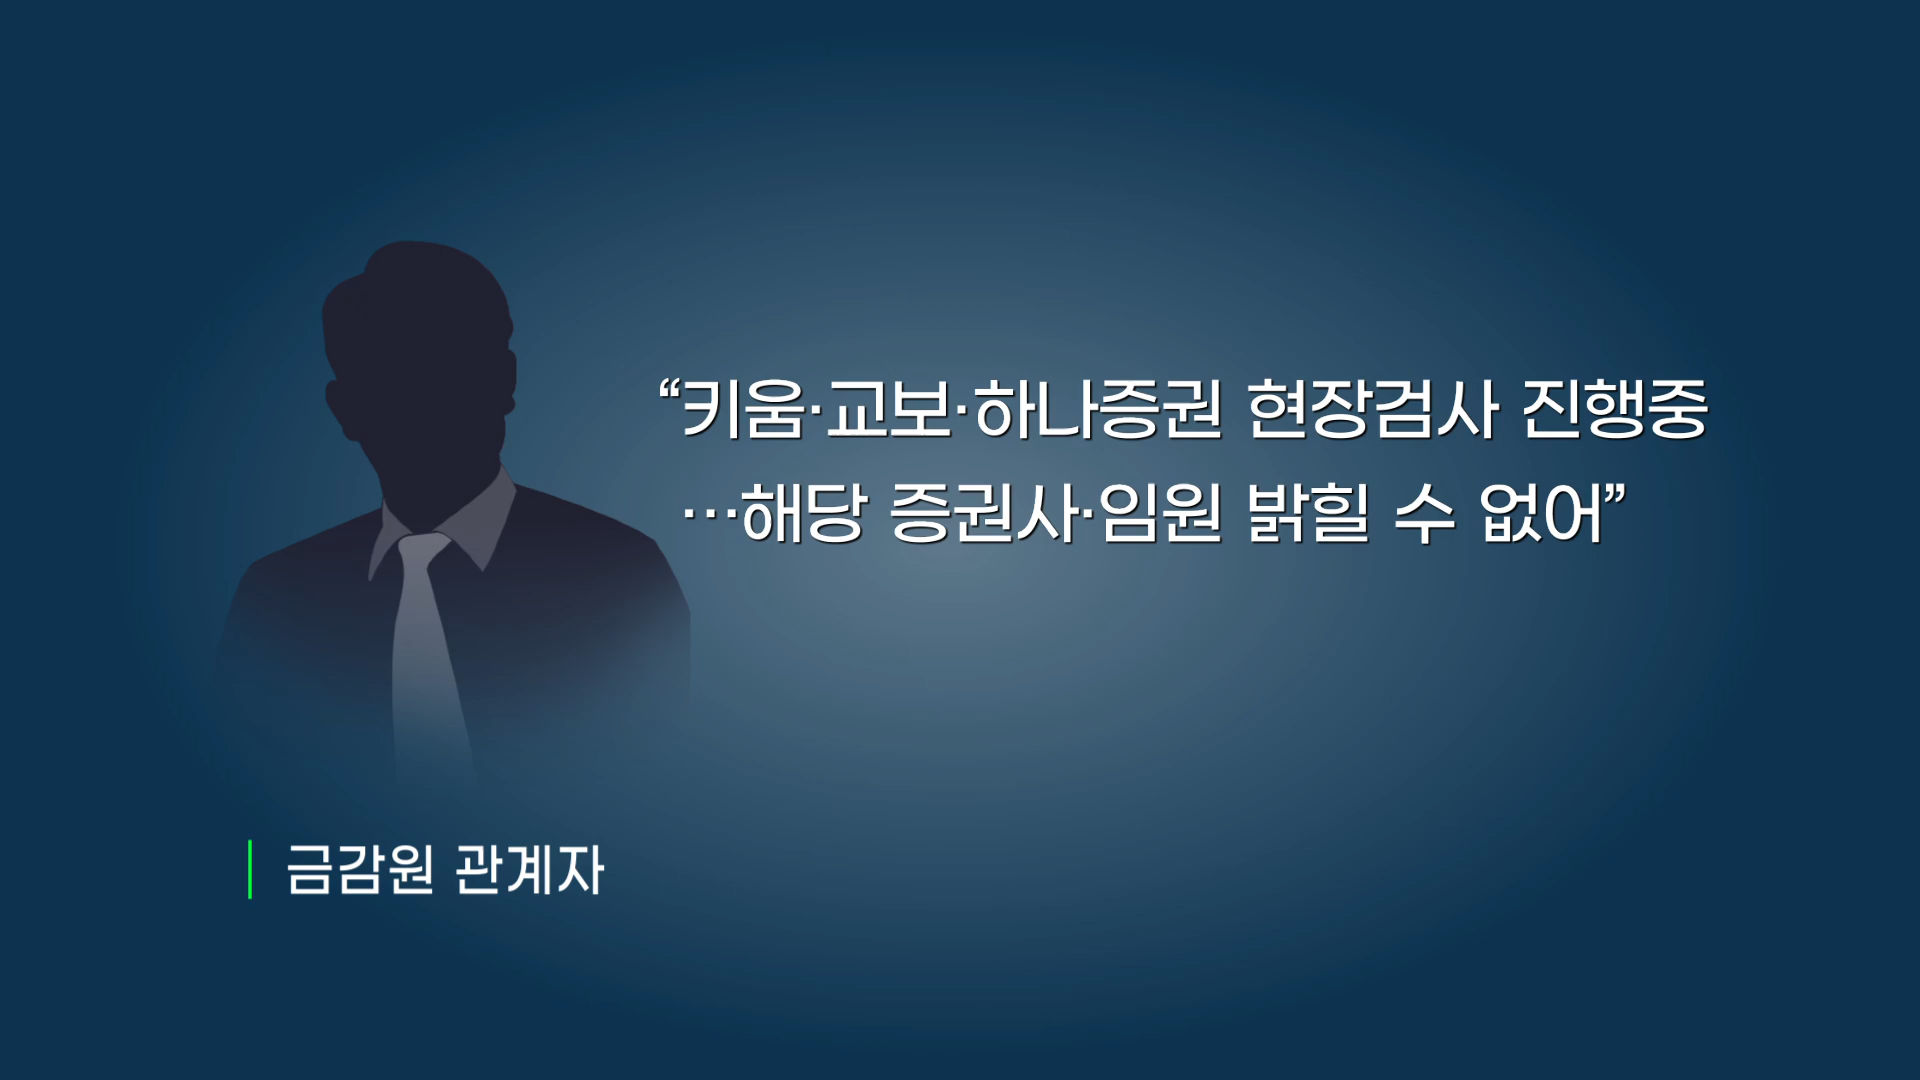 “키움·교보·하나증권 현장검사 진행중
…해당 증권사·임원 밝힐 수 없어”
금감원 관계자